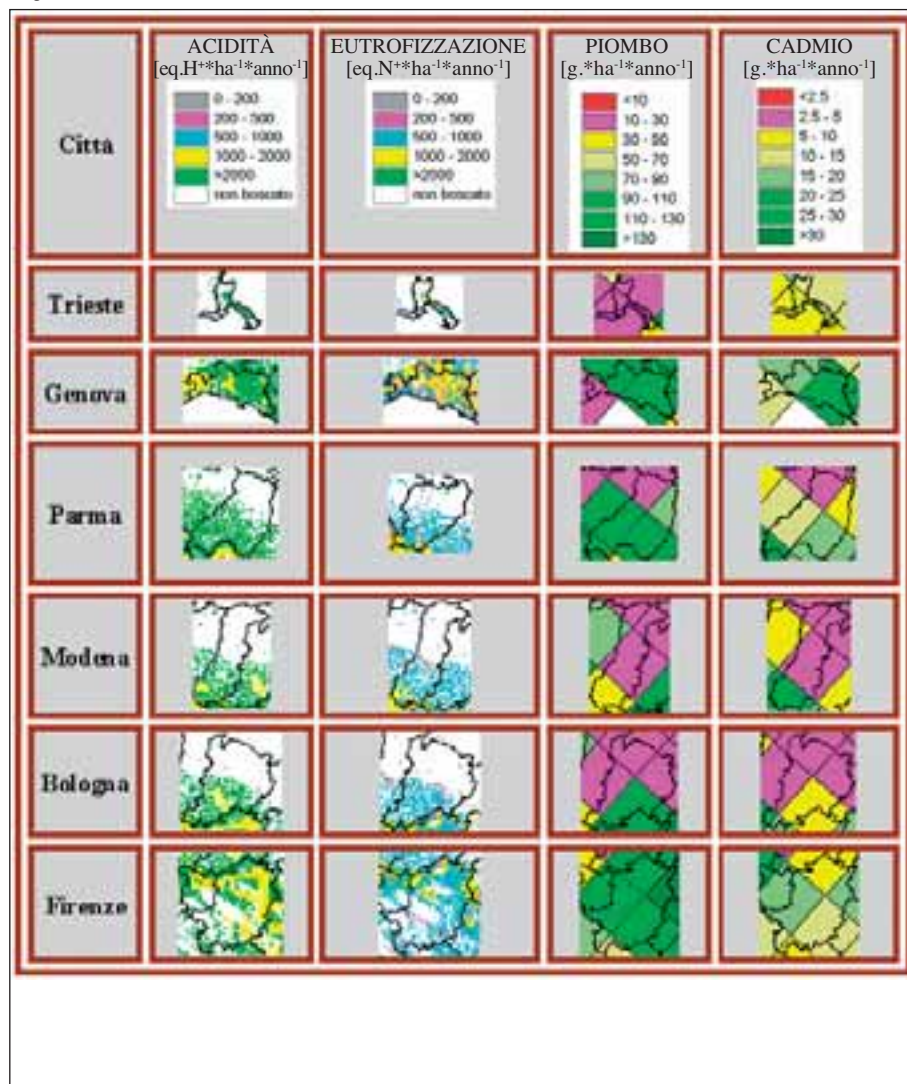 Città
ACIDITÀ
[eq.H⁺*ha⁻¹*anno⁻¹]
0 - 200
200 - 500
500 - 1000
1000 - 2000
>2000
non boscato
EUTROFIZZAZIONE
[eq.N⁺*ha⁻¹*anno⁻¹]
0 - 200
200 - 500
500 - 1000
1000 - 2000
>2000
non boscato
PIOMBO
[g.*ha⁻¹*anno⁻¹]
<10
10 - 30
30 - 50
50 - 70
70 - 90
90 - 110
110 - 130
>130
CADMIO
[g.*ha⁻¹*anno⁻¹]
<2.5
2.5 - 5
5 - 10
10 - 15
15 - 20
20 - 25
25 - 30
>30
Trieste
Genova
Parma
Modena
Bologna
Firenze